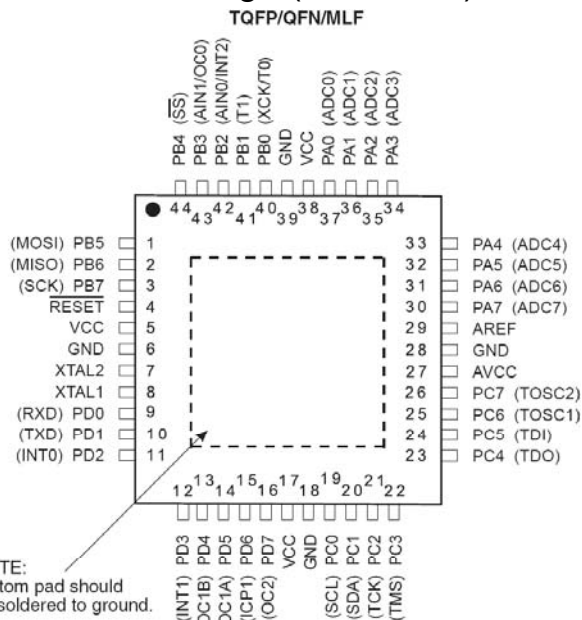 TQFP/QFN/MLF
PB4 (SS)
PB3 (AIN1/OC0)
PB2 (AIN0/INT2)
PB1 (T1)
PB0 (XCK/T0)
GND
VCC
PA0 (ADC0)
PA1 (ADC1)
PA2 (ADC2)
PA3 (ADC3)
44 43 42 41 40 39 38 37 36 35 34
(MOSI) PB5 1
(MISO) PB6 2
(SCK) PB7 3
RESET 4
VCC 5
GND 6
XTAL2 7
XTAL1 8
(RXD) PD0 9
(TXD) PD1 10
(INT0) PD2 11
33 PA4 (ADC4)
32 PA5 (ADC5)
31 PA6 (ADC6)
30 PA7 (ADC7)
29 AREF
28 GND
27 AVCC
26 PC7 (TOSC2)
25 PC6 (TOSC1)
24 PC5 (TDI)
23 PC4 (TDO)
12 13 14 15 16 17 18 19 20 21 22
(INT1) PD3
OC1B) PD4
OC1A) PD5
(ICP1) PD6
(OC2) PD7
VCC
GND
(SCL) PC0
(SDA) PC1
(TCK) PC2
(TMS) PC3
TE:
tom pad should
soldered to ground.